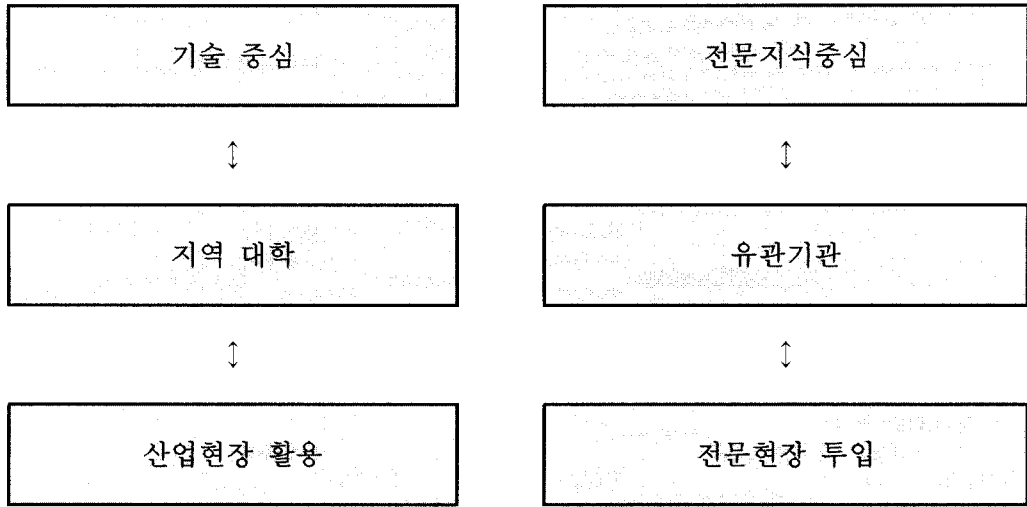 기술 중심
전문지식중심
↕
↕
지역 대학
유관기관
↕
↕
산업현장 활용
전문현장 투입